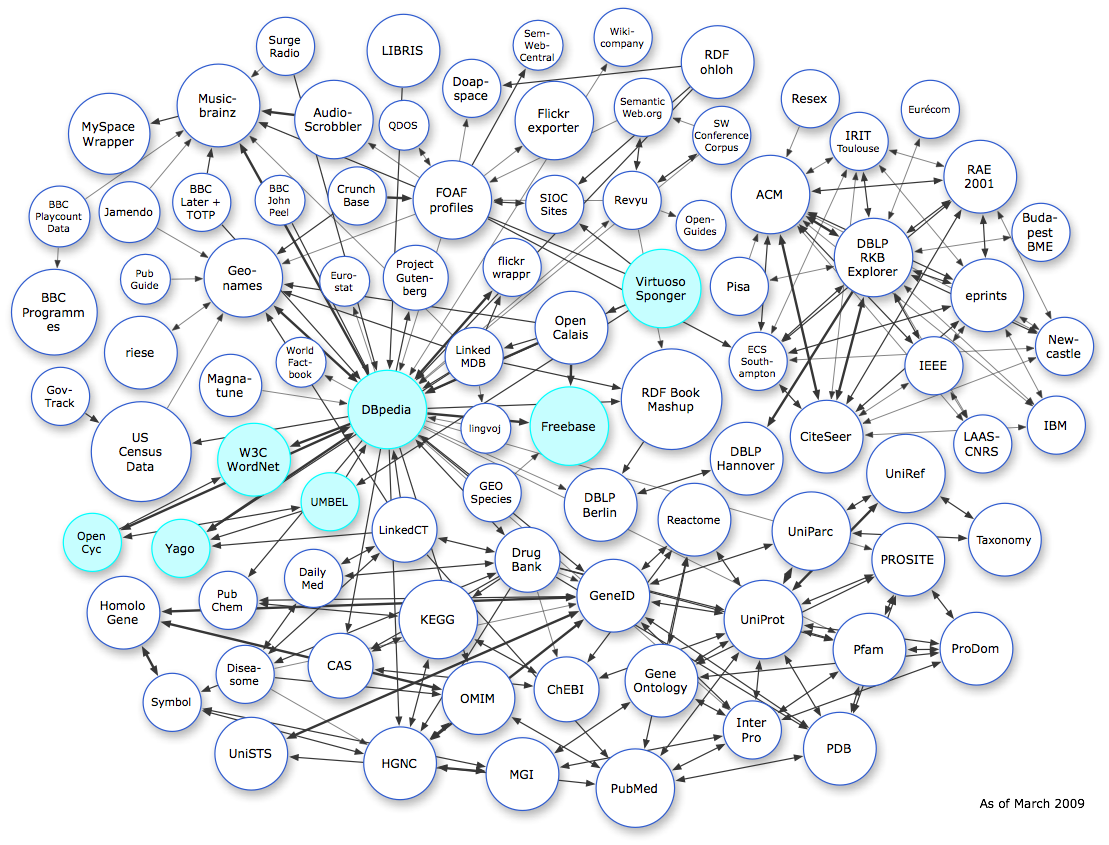 Surge
Radio
LIBRIS
Sem-
Web-
Central
Wiki-
company
RDF
ohloh
Doap-
space
Music-
brainz
MySpace
Wrapper
Audio-
Scrobbler
QDOS
Flickr
exporter
Semantic
Web.org
SW
Conference
Corpus
Resex
Eurécom
IRIT
Toulouse
RAE
2001
ACM
BBC
Playcount
Data
Jamendo
BBC
Later +
TOTP
BBC
John
Peel
Crunch
Base
FOAF
profiles
SIOC
Sites
Revyu
Open-
Guides
Buda-
pest
BME
DBLP
RKB
Explorer
Pub
Guide
Geo-
names
Euro-
stat
Project
Guten-
berg
flickr
wrappr
Virtuoso
Sponger
Pisa
eprints
BBC
Programm
es
riese
World
Fact-
book
Linked
MDB
Open
Calais
ECS
South-
ampton
IEEE
New-
castle
Gov-
Track
Magna-
tune
DBpedia
lingvoj
Freebase
RDF Book
Mashup
CiteSeer
LAAS-
CNRS
IBM
US
Census
Data
W3C
WordNet
UMBEL
GEO
Species
DBLP
Berlin
DBLP
Hannover
UniRef
Open
Cyc
Yago
LinkedCT
Reactome
UniParc
Taxonomy
Drug
Bank
PROSITE
Homolo
Gene
Pub
Chem
Daily
Med
KEGG
GeneID
UniProt
Pfam
ProDom
Symbol
Disea-
some
CAS
OMIM
ChEBI
Gene
Ontology
Inter
Pro
UniSTS
HGNC
MGI
PubMed
PDB
As of March 2009